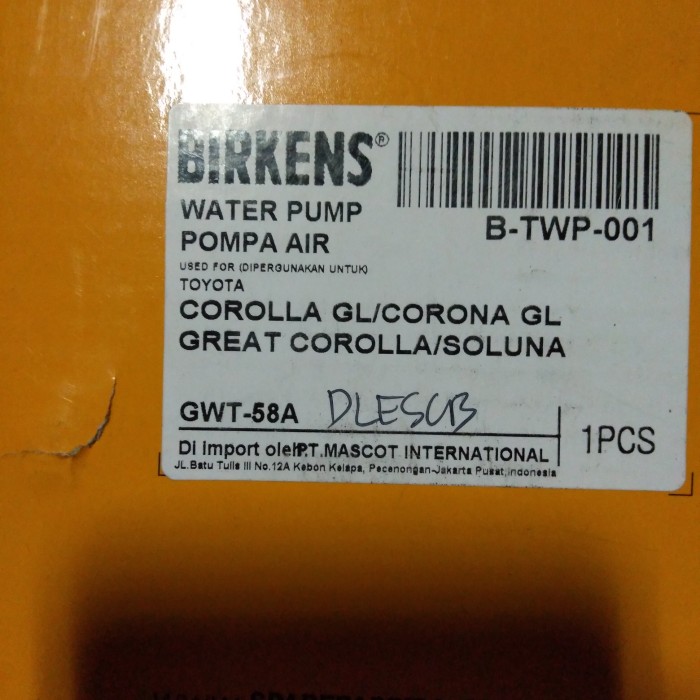 BIRKENS®
B-TWP-001
WATER PUMP
POMPA AIR
USED FOR (DIPERGUNAKAN UNTUK)
TOYOTA
COROLLA GL/CORONA GL
GREAT COROLLA/SOLUNA
GWT-58A DLESCB
1PCS
Di import oleh P.T.MASCOT INTERNATIONAL
JL.Batu Tulis III No.12A Kebon Kelapa, Pecenongan-Jakarta Pusat,indonesia